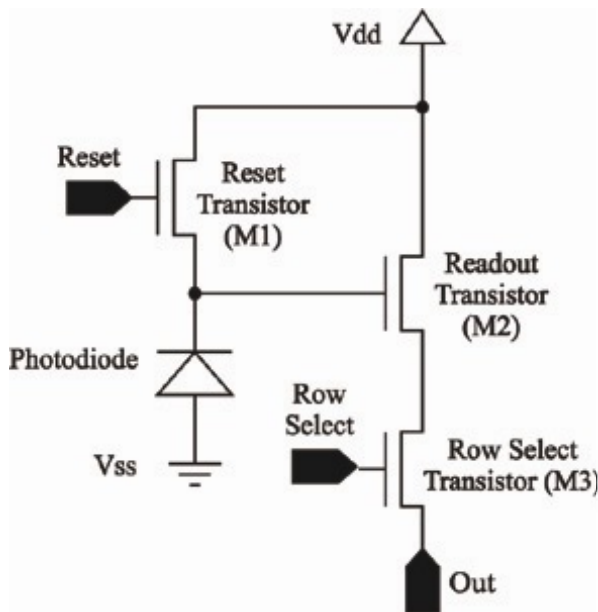 Vdd
Reset
Reset
Transistor
(M1)
Readout
Transistor
(M2)
Photodiode
Row
Select
Vss
Row Select
Transistor (M3)
Out